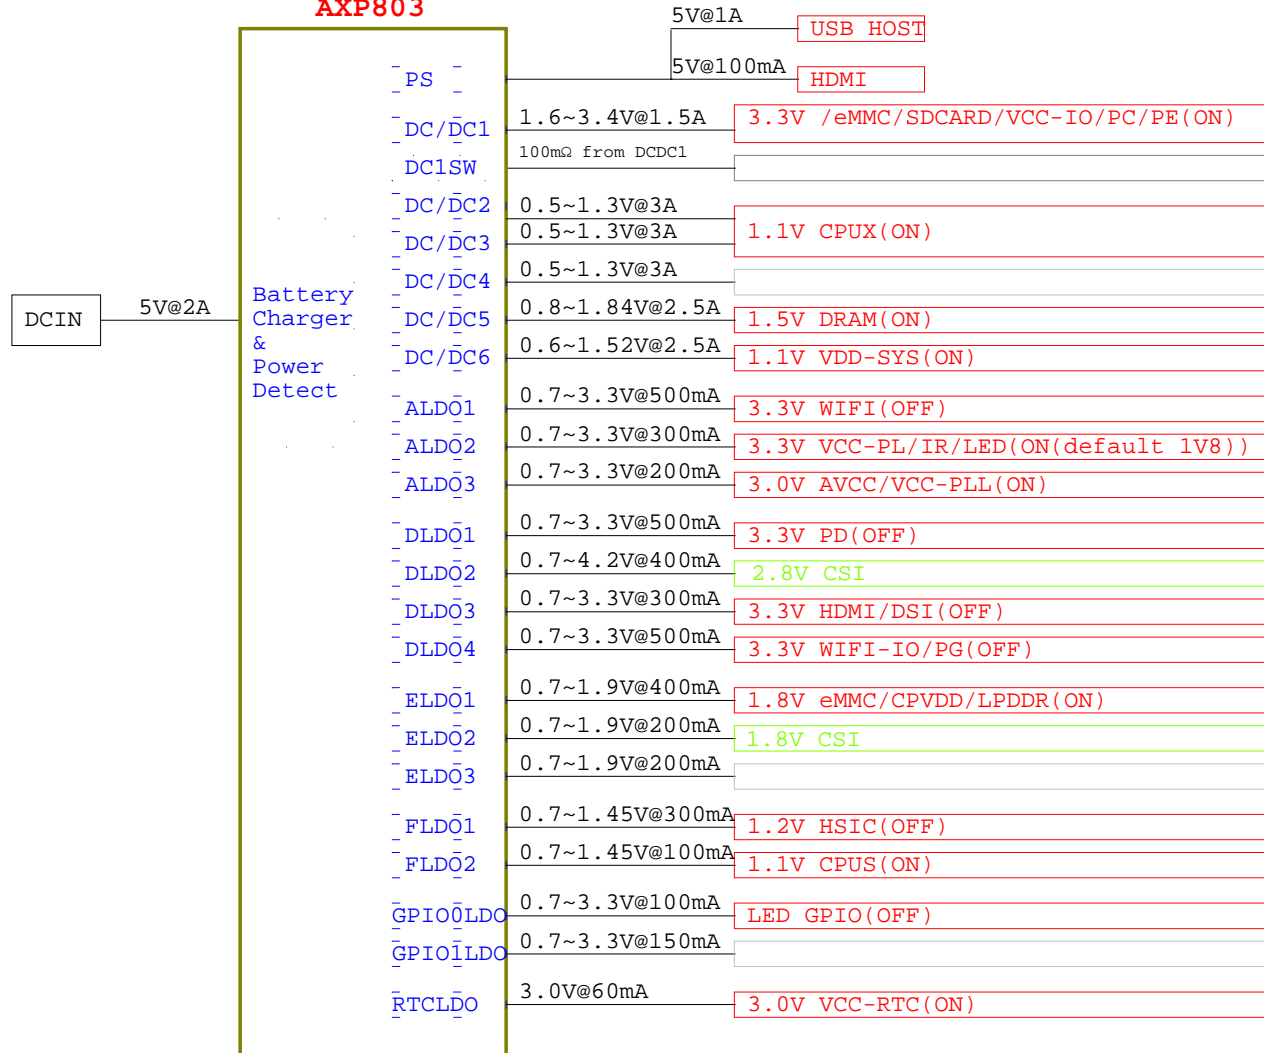 AXP803
5V@1A
USB HOST
PS
5V@100mA
HDMI
DC/DC1
1.6~3.4V@1.5A
3.3V /eMMC/SDCARD/VCC-IO/PC/PE(ON)
DC1SW
100mΩ from DCDC1
DC/DC2
0.5~1.3V@3A
DC/DC3
0.5~1.3V@3A
1.1V CPUX(ON)
DC/DC4
0.5~1.3V@3A
DCIN
5V@2A
Battery
Charger
&
Power
Detect
DC/DC5
0.8~1.84V@2.5A
1.5V DRAM(ON)
DC/DC6
0.6~1.52V@2.5A
1.1V VDD-SYS(ON)
ALDO1
0.7~3.3V@500mA
3.3V WIFI(OFF)
ALDO2
0.7~3.3V@300mA
3.3V VCC-PL/IR/LED(ON(default 1V8))
ALDO3
0.7~3.3V@200mA
3.0V AVCC/VCC-PLL(ON)
DLDO1
0.7~3.3V@500mA
3.3V PD(OFF)
DLDO2
0.7~4.2V@400mA
2.8V CSI
DLDO3
0.7~3.3V@300mA
3.3V HDMI/DSI(OFF)
DLDO4
0.7~3.3V@500mA
3.3V WIFI-IO/PG(OFF)
ELDO1
0.7~1.9V@400mA
1.8V eMMC/CPVDD/LPDDR(ON)
ELDO2
0.7~1.9V@200mA
1.8V CSI
ELDO3
0.7~1.9V@200mA
FLDO1
0.7~1.45V@300mA
1.2V HSIC(OFF)
FLDO2
0.7~1.45V@100mA
1.1V CPUS(ON)
GPIO0LDO
0.7~3.3V@100mA
LED GPIO(OFF)
GPIO1LDO
0.7~3.3V@150mA
RTCLDO
3.0V@60mA
3.0V VCC-RTC(ON)